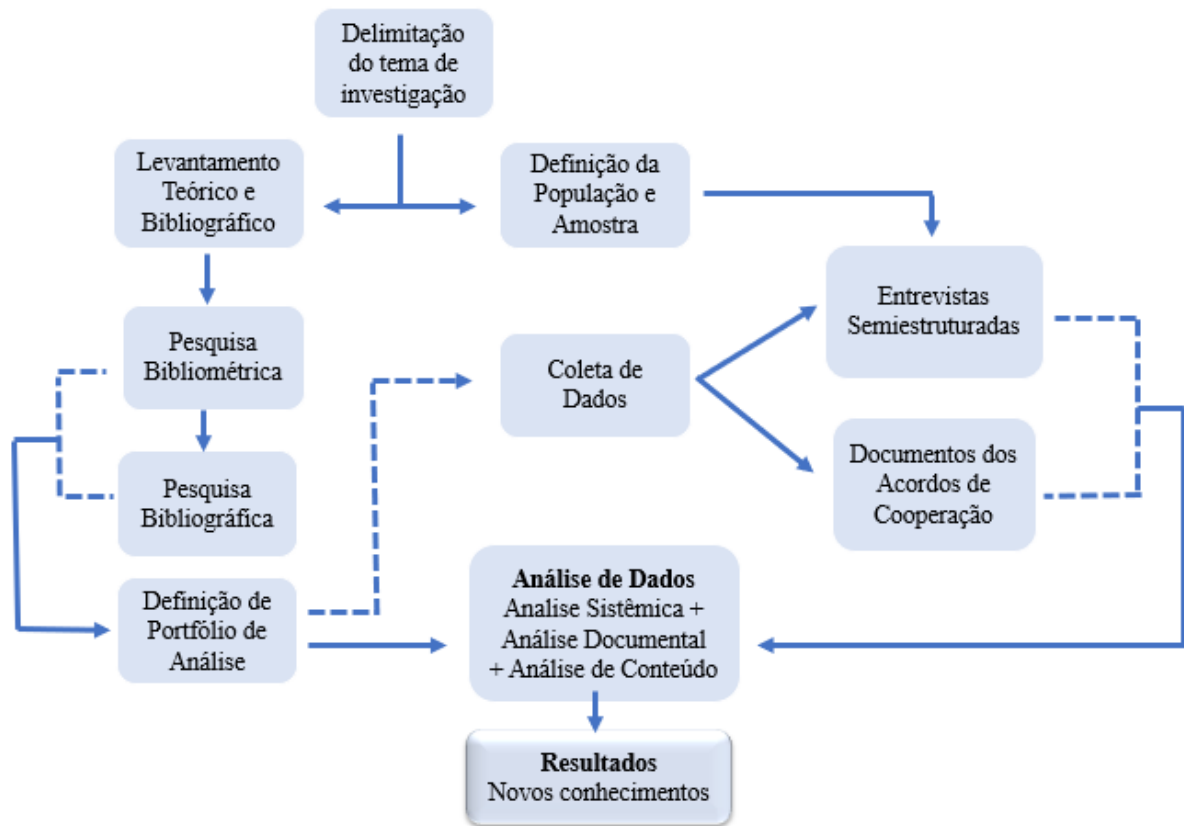 Delimitação
do tema de
investigação
Levantamento
Teórico e
Bibliográfico
Definição da
População e
Amostra
Entrevistas
Semiestruturadas
Pesquisa
Bibliométrica
Coleta de
Dados
Pesquisa
Bibliográfica
Documentos dos
Acordos de
Cooperação
Definição de
Portfólio de
Análise
Análise de Dados
Analise Sistêmica +
Análise Documental
+ Análise de Conteúdo
Resultados
Novos conhecimentos